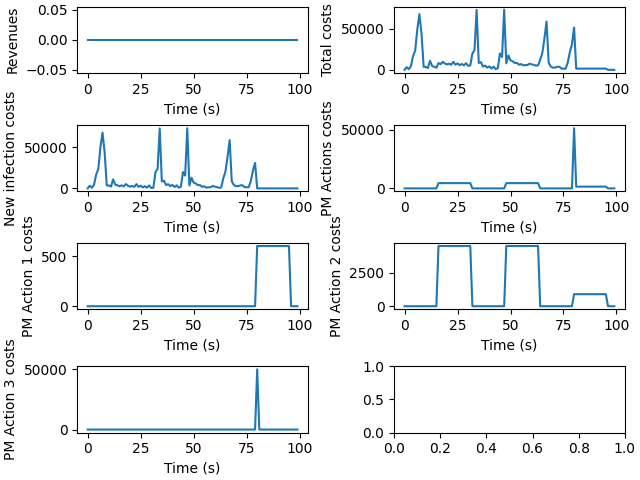 Revenues
0.05
0.00
−0.05
0 25 50 75 100
Time (s)
Total costs
50000
0
0 25 50 75 100
Time (s)
New infection costs
50000
0
0 25 50 75 100
Time (s)
PM Actions costs
50000
0
0 25 50 75 100
Time (s)
PM Action 1 costs
500
0
0 25 50 75 100
Time (s)
PM Action 2 costs
2500
0
0 25 50 75 100
Time (s)
PM Action 3 costs
50000
0
0 25 50 75 100
Time (s)
1.0
0.5
0.0
0.0 0.2 0.4 0.6 0.8 1.0